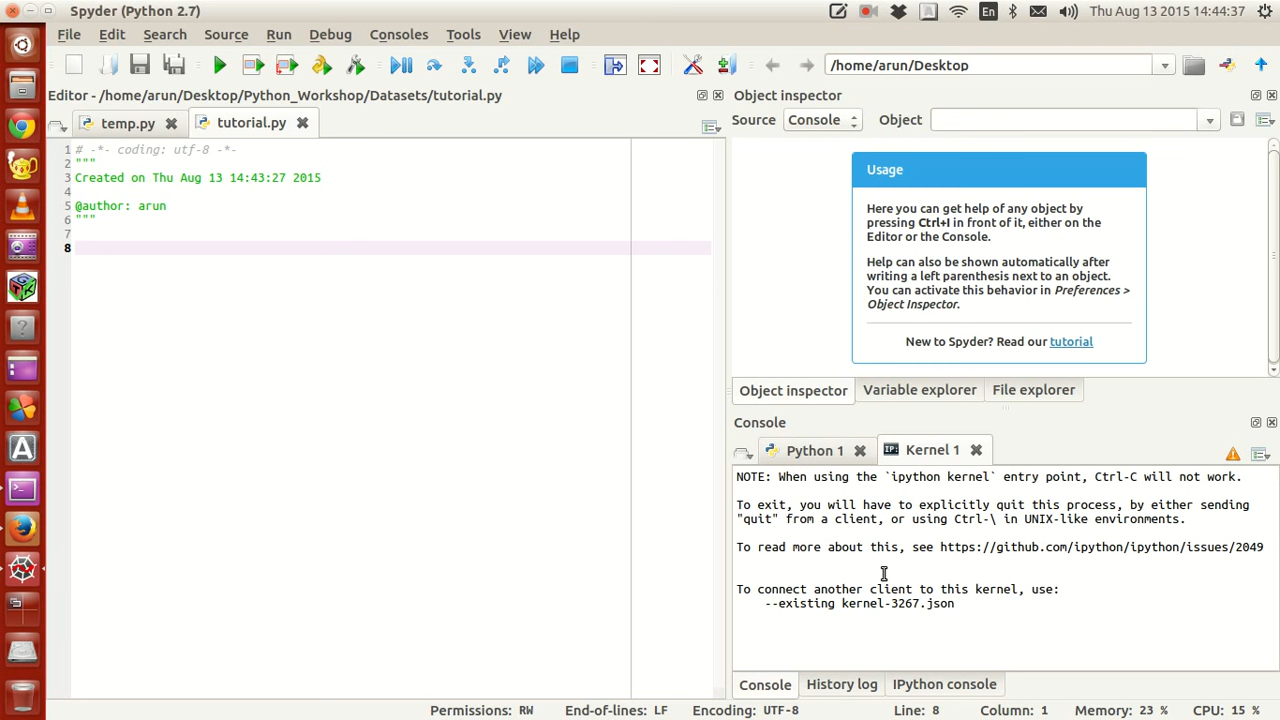 Spyder (Python 2.7)
En
Thu Aug 13 2015 14:44:37
File Edit Search Source Run Debug Consoles Tools View Help
/home/arun/Desktop
Editor - /home/arun/Desktop/Python_Workshop/Datasets/tutorial.py
temp.py
tutorial.py
1 # -*- coding: utf-8 -*-
2 """
3 Created on Thu Aug 13 14:43:27 2015
4
5 @author: arun
6 """
7
8
Object inspector
Source Console Object
Usage
Here you can get help of any object by
pressing Ctrl+I in front of it, either on the
Editor or the Console.
Help can also be shown automatically after
writing a left parenthesis next to an object.
You can activate this behavior in Preferences >
Object Inspector.
New to Spyder? Read our tutorial
Object inspector Variable explorer File explorer
Console
Python 1
IP: Kernel 1
NOTE: When using the `ipython kernel` entry point, Ctrl-C will not work.
To exit, you will have to explicitly quit this process, by either sending
"quit" from a client, or using Ctrl-\ in UNIX-like environments.
To read more about this, see https://github.com/ipython/ipython/issues/2049
To connect another client to this kernel, use:
--existing kernel-3267.json
Console History log IPython console
Permissions: RW End-of-lines: LF Encoding: UTF-8 Line: 8 Column: 1 Memory: 23 % CPU: 15 %